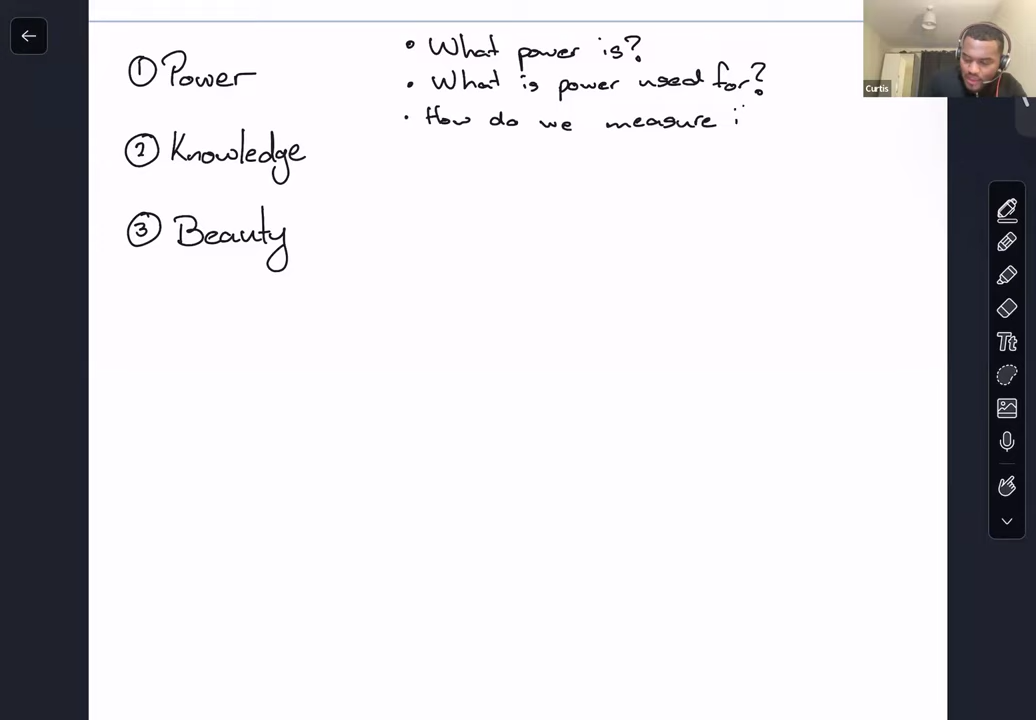 ① Power
② Knowledge
③ Beauty
• What power is?
• What is power used for?
• How do we measure i
Curtis
Tt